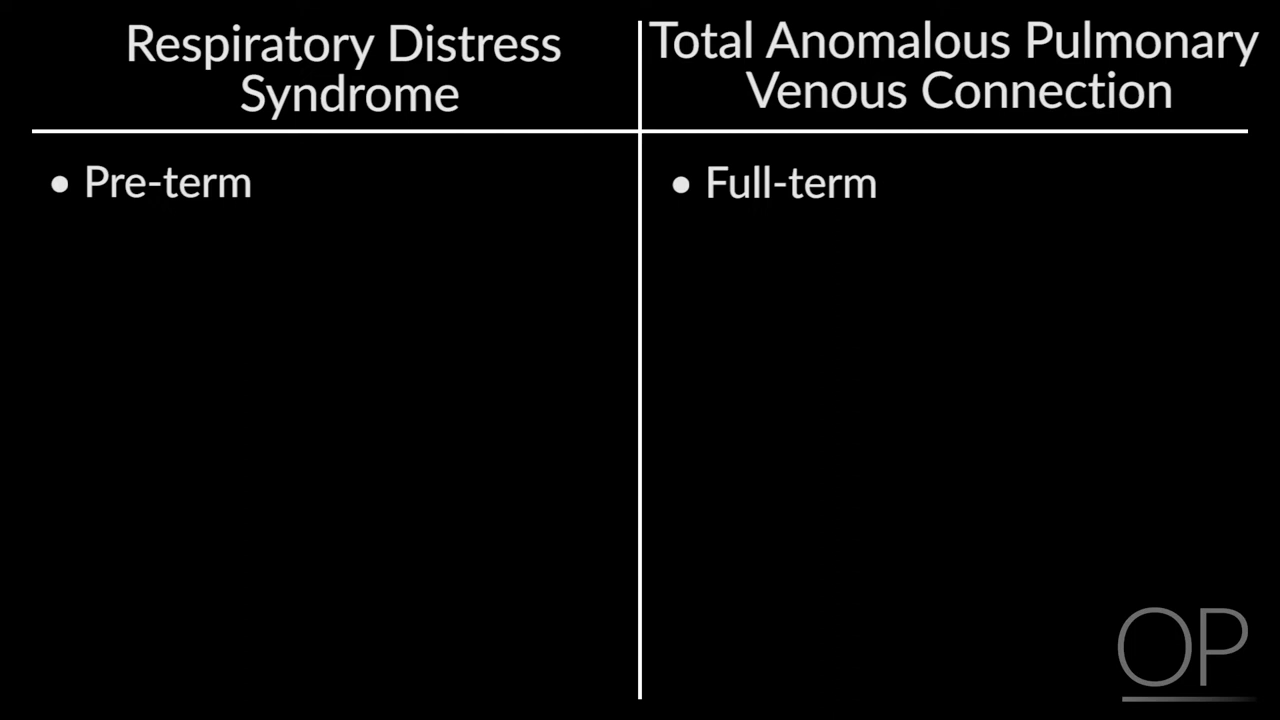 Respiratory Distress
Syndrome
Total Anomalous Pulmonary
Venous Connection
• Pre-term
• Full-term
OP